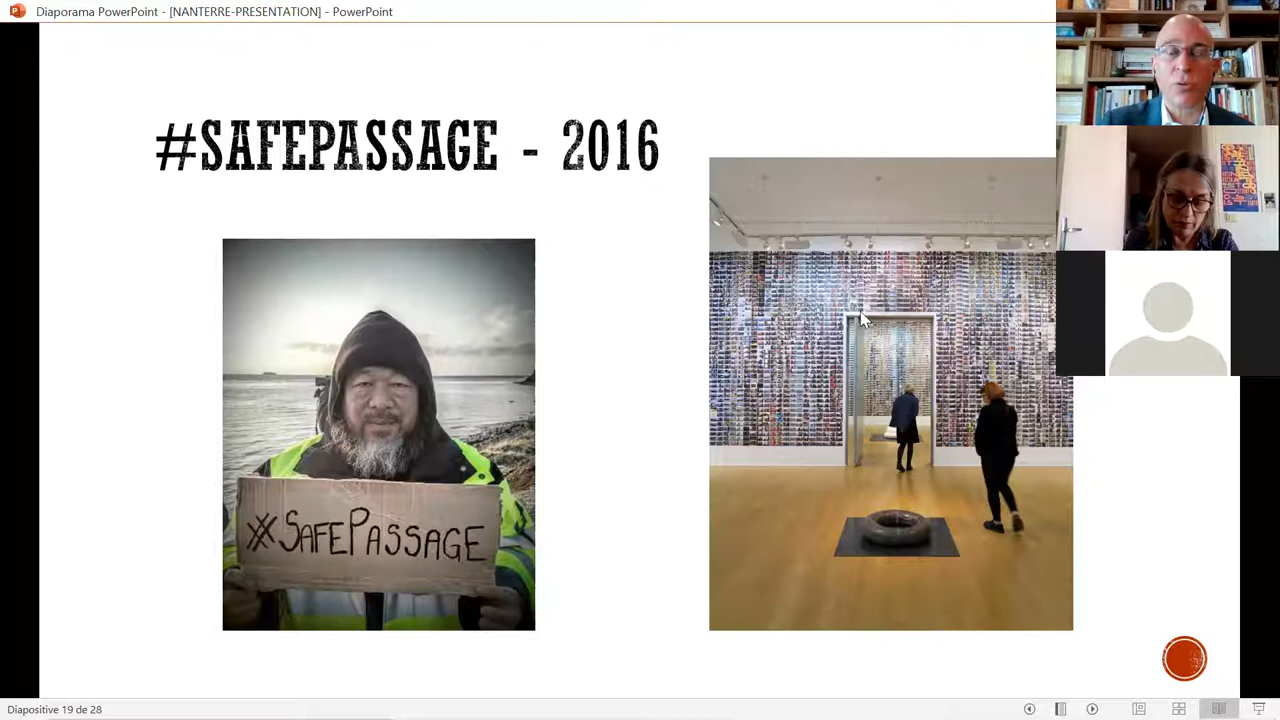 Diaporama PowerPoint - [NANTERRE-PRESENTATION] - PowerPoint
#SAFEPASSAGE - 2016
#SAFEPASSAGE
Diapositive 19 de 28